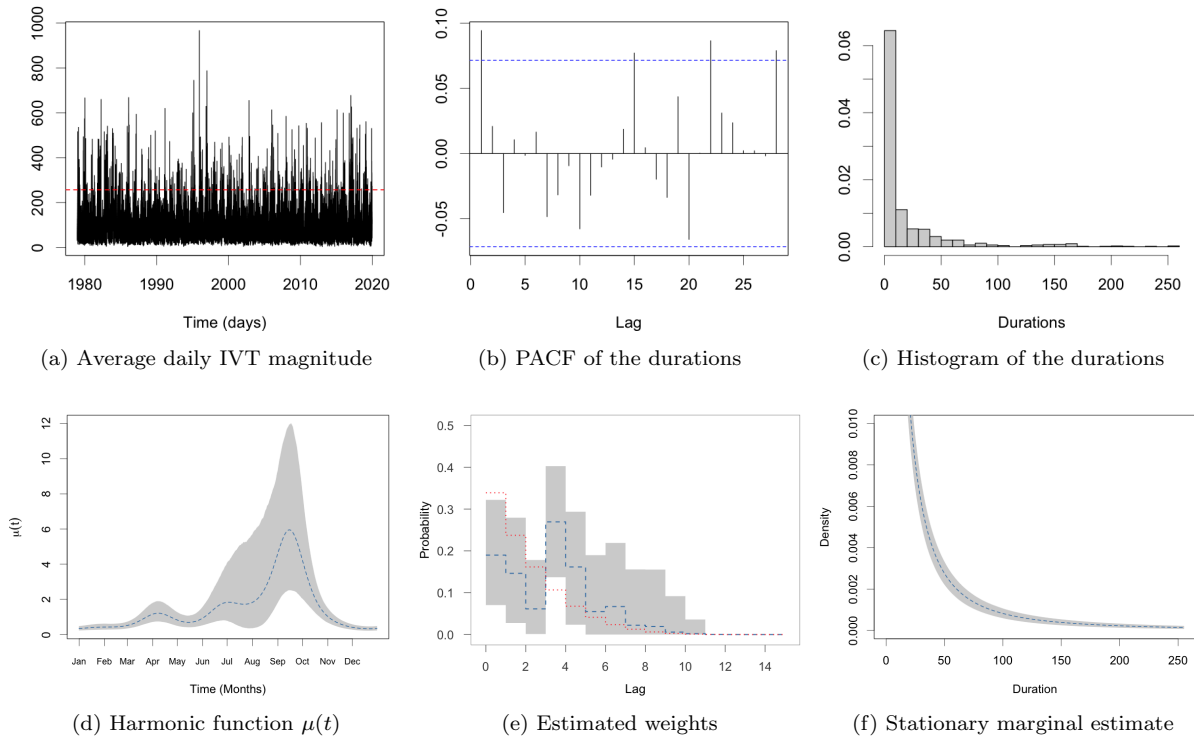 0 200 400 600 800 1000
1980 1990 2000 2010 2020
Time (days)
(a) Average daily IVT magnitude
-0.05 0.00 0.05 0.10
0 5 10 15 20 25
Lag
(b) PACF of the durations
0.00 0.02 0.04 0.06
0 50 100 150 200 250
Durations
(c) Histogram of the durations
μ(t)
0 2 4 6 8 10 12
Jan Feb Mar Apr May Jun Jul Aug Sep Oct Nov Dec
Time (Months)
(d) Harmonic function μ(t)
Probability
0.0 0.1 0.2 0.3 0.4 0.5
0 2 4 6 8 10 12 14
Lag
(e) Estimated weights
Density
0.000 0.002 0.004 0.006 0.008 0.010
0 50 100 150 200 250
Duration
(f) Stationary marginal estimate